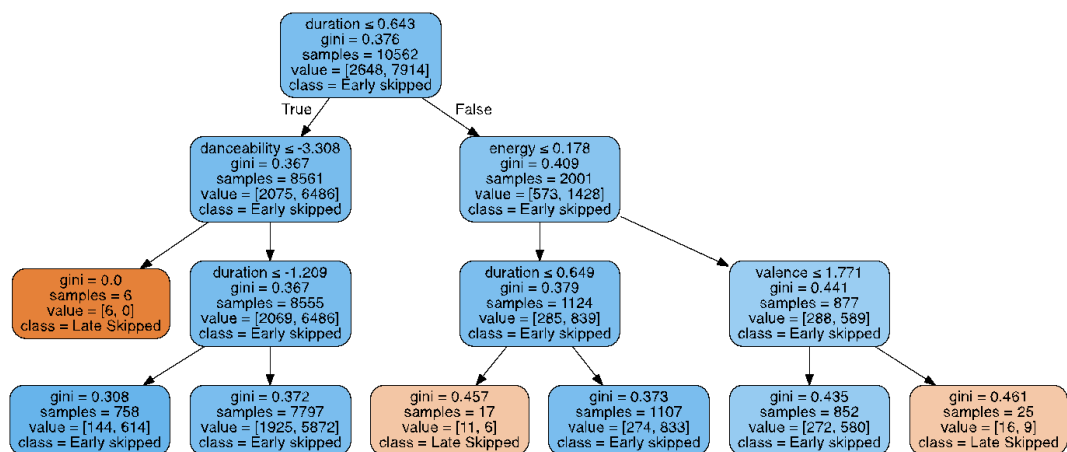 duration ≤ 0.643
gini = 0.376
samples = 10562
value = [2648, 7914]
class = Early skipped
True
False
danceability ≤ -3.308
gini = 0.367
samples = 8561
value = [2075, 6486]
class = Early skipped
energy ≤ 0.178
gini = 0.409
samples = 2001
value = [573, 1428]
class = Early skipped
gini = 0.0
samples = 6
value = [6, 0]
class = Late Skipped
duration ≤ -1.209
gini = 0.367
samples = 8555
value = [2069, 6486]
class = Early skipped
duration ≤ 0.649
gini = 0.379
samples = 1124
value = [285, 839]
class = Early skipped
valence ≤ 1.771
gini = 0.441
samples = 877
value = [288, 589]
class = Early skipped
gini = 0.308
samples = 758
value = [144, 614]
class = Early skipped
gini = 0.372
samples = 7797
value = [1925, 5872]
class = Early skipped
gini = 0.457
samples = 17
value = [11, 6]
class = Late Skipped
gini = 0.373
samples = 1107
value = [274, 833]
class = Early skipped
gini = 0.435
samples = 852
value = [272, 580]
class = Early skipped
gini = 0.461
samples = 25
value = [16, 9]
class = Late Skipped